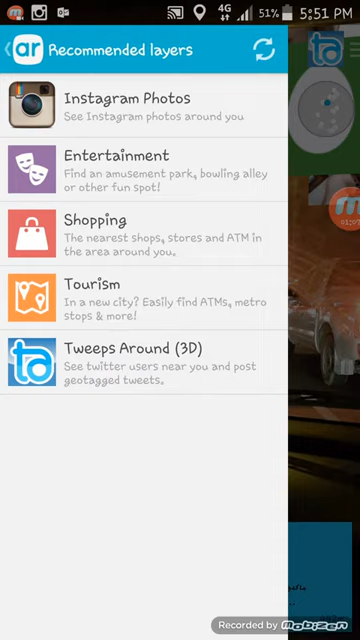 4G
51%
5:51 PM
ar
Recommended layers
Instagram Photos
See Instagram photos around you
Entertainment
Find an amusement park, bowling alley
or other fun spot!
Shopping
The nearest shops, stores and ATM in
the area around you.
Tourism
In a new city? Easily find ATMs, metro
stops & more!
Tweeps Around (3D)
See twitter users near you and post
geotagged tweets.
Recorded by Mobizen